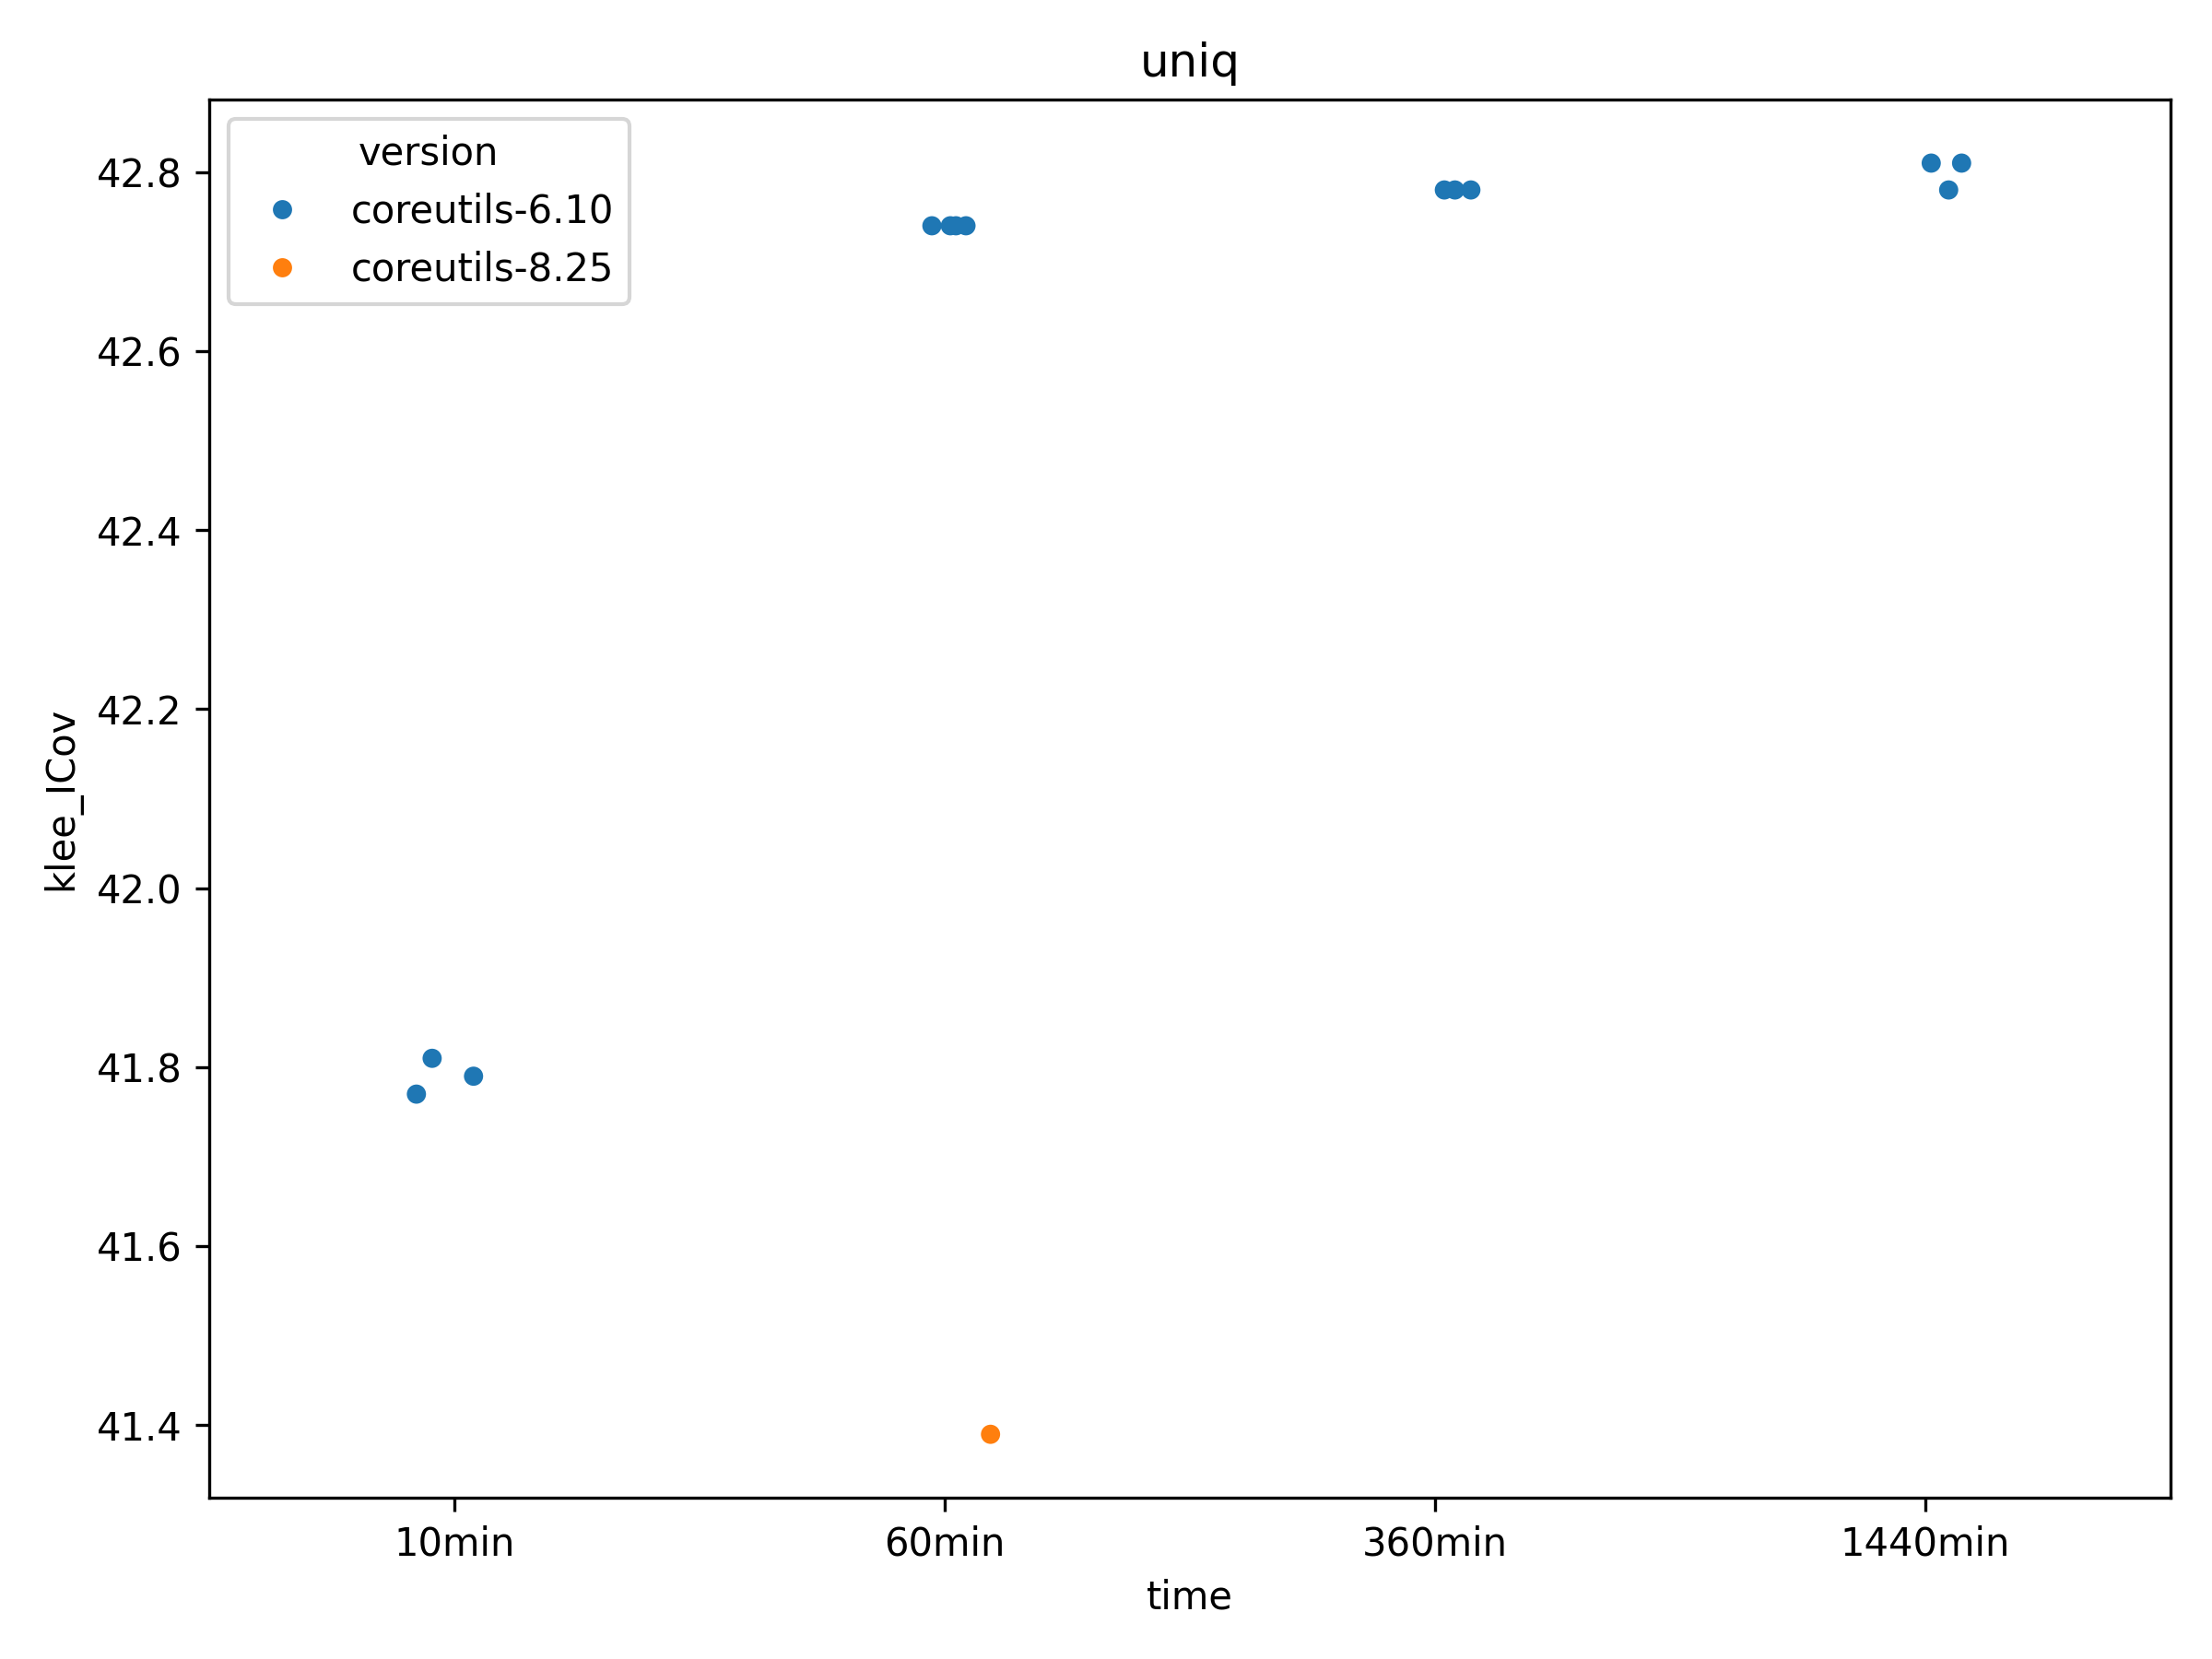 uniq
version
coreutils-6.10
coreutils-8.25
42.8
42.6
42.4
42.2
42.0
41.8
41.6
41.4
klee_ICov
10min
60min
360min
1440min
time